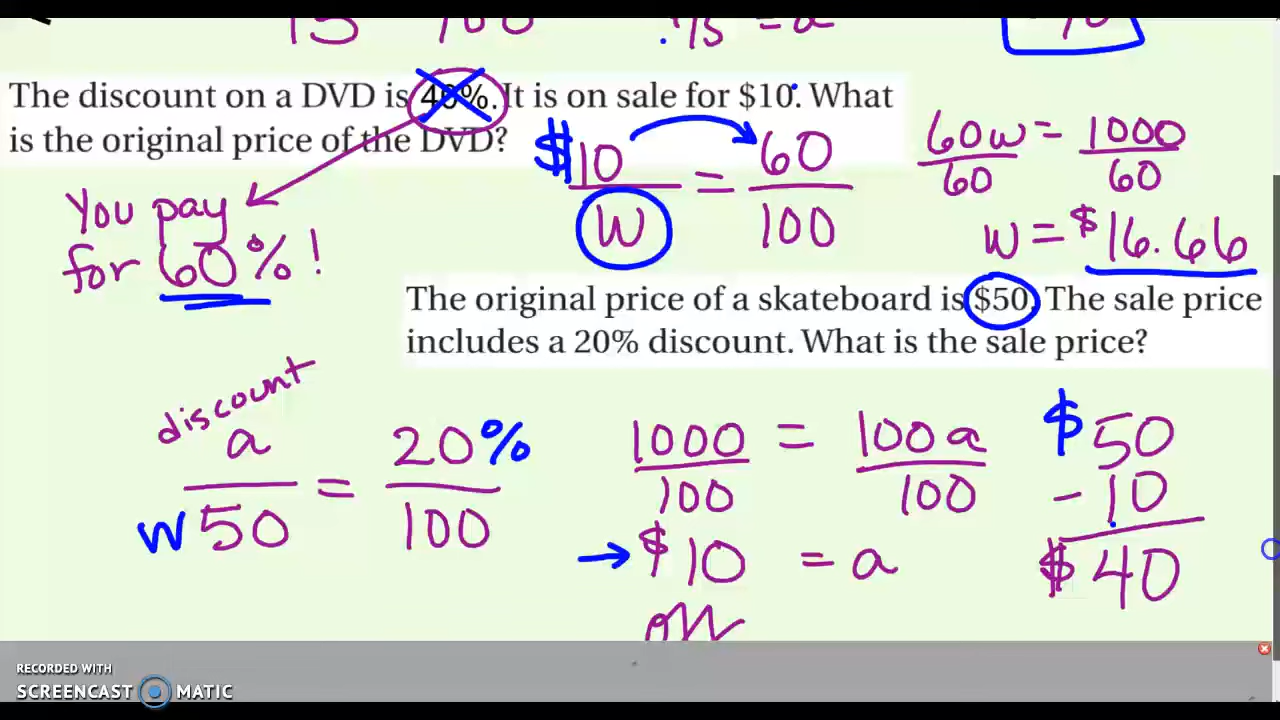 The discount on a DVD is 40%. It is on sale for $10. What
is the original price of the DVD?
You pay
for 60%!
$10 = 60
W 100
60w = 1000
60 60
w = $16.66
The original price of a skateboard is $50. The sale price
includes a 20% discount. What is the sale price?
discount
a = 20%
W 50 100
1000 = 100a
100 100
→ $10 = a
off
$50
- 10
$40
RECORDED WITH
SCREENCAST MATIC